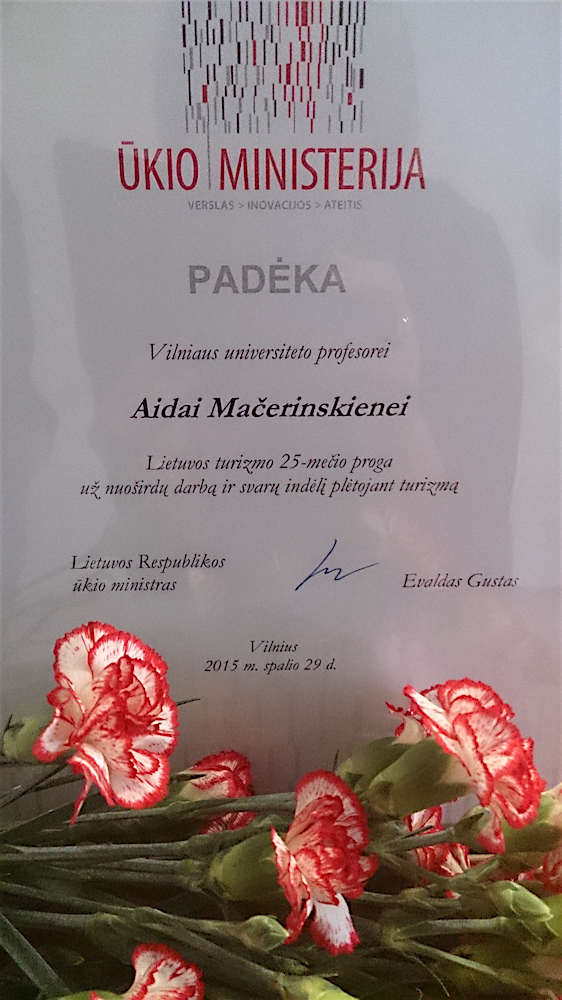 ŪKIO MINISTERIJA
VERSLAS > INOVACIJOS > ATEITIS
PADĖKA
Vilniaus universiteto profesorei
Aidai Mačerinskienei
Lietuvos turizmo 25-mečio proga
už nuoširdų darbą ir svarų indėlį plėtojant turizmą
Lietuvos Respublikos
ūkio ministras
Evaldas Gustas
Vilnius
2015 m. spalio 29 d.